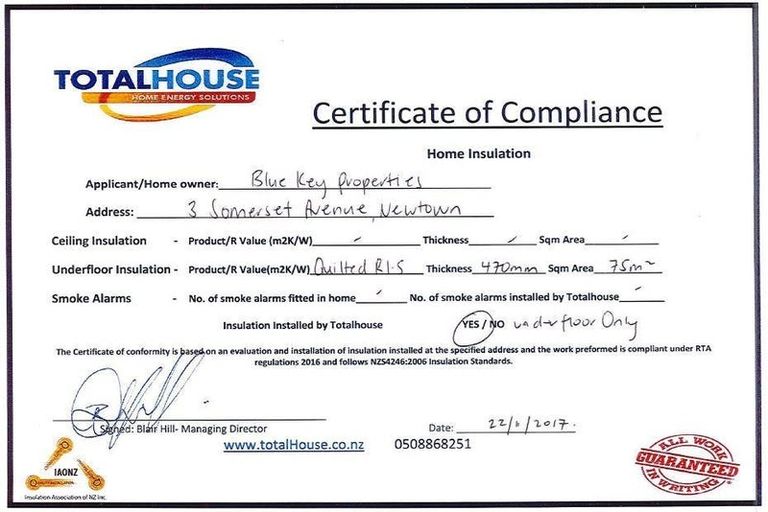 TOTALHOUSE
HOME ENERGY SOLUTIONS
Certificate of Compliance
Home Insulation
Applicant/Home owner: Blue Key Properties
Address: 3 Somerset Avenue, Newtown
Ceiling Insulation - Product/R Value (m2K/W) Thickness Sqm Area
Underfloor Insulation - Product/R Value(m2K/W) Quilted R1.5 Thickness 470mm Sqm Area 75m²
Smoke Alarms - No. of smoke alarms fitted in home No. of smoke alarms installed by Totalhouse
Insulation Installed by Totalhouse YES / NO underfloor Only
The Certificate of conformity is based on an evaluation and installation of insulation installed at the specified address and the work preformed is compliant under RTA
regulations 2016 and follows NZS4246:2006 Insulation Standards.
Signed: Blair Hill- Managing Director Date: 22/ /2017.
www.totalHouse.co.nz 0508868251
IAONZ
Insulation Association of NZ Inc.
ALL WORK
GUARANTEED
IN WRITING